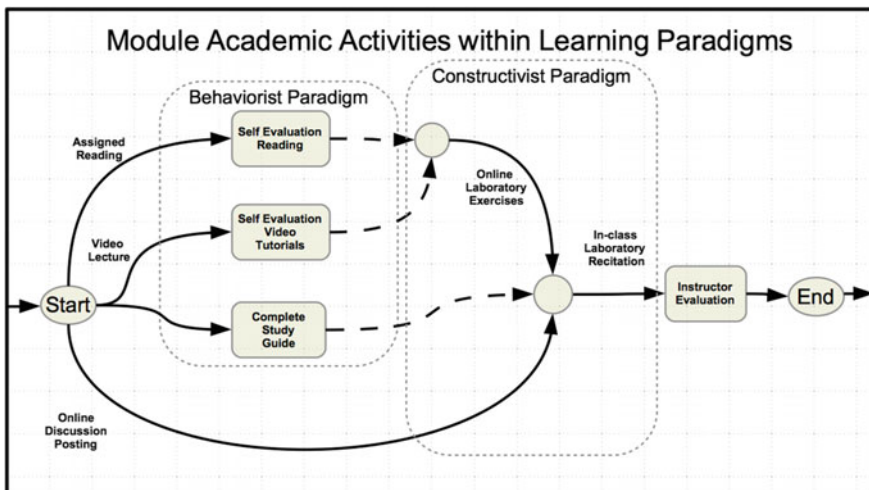 Module Academic Activities within Learning Paradigms
Constructivist Paradigm
Behaviorist Paradigm
Assigned
Reading
Self Evaluation
Reading
Online
Laboratory
Exercises
Video
Lecture
Self Evaluation
Video
Tutorials
In-class
Laboratory
Recitation
Start
Complete
Study
Guide
Instructor
Evaluation
End
Online
Discussion
Posting